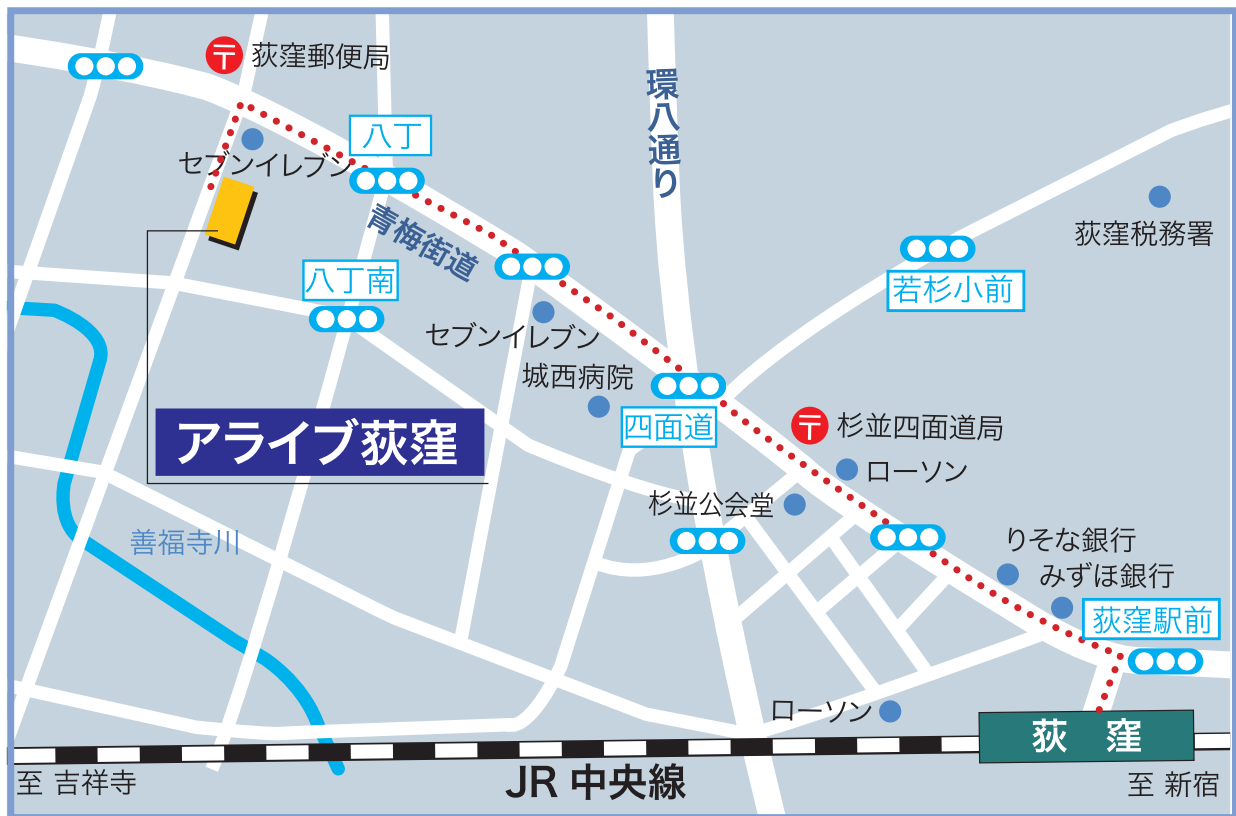 荻窪郵便局
八丁
セブンイレブン
環八通り
青梅街道
荻窪税務署
八丁南
若杉小前
セブンイレブン
城西病院
四面道
アライブ荻窪
杉並四面道局
ローソン
杉並公会堂
善福寺川
りそな銀行
みずほ銀行
荻窪駅前
ローソン
荻 窪
至 吉祥寺
JR 中央線
至 新宿